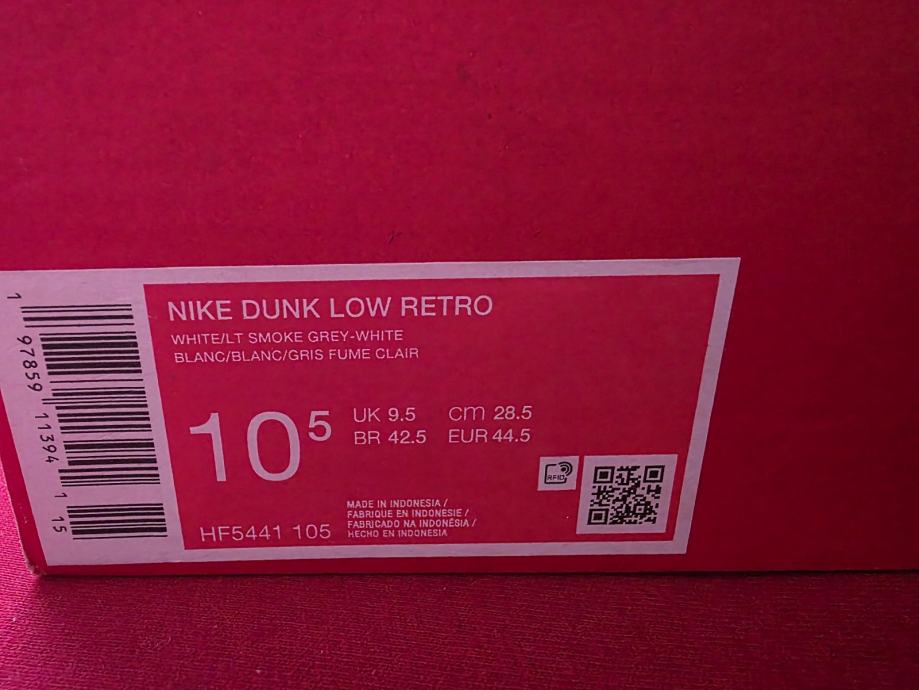 NIKE DUNK LOW RETRO
WHITE/LT SMOKE GREY-WHITE
BLANC/BLANC/GRIS FUME CLAIR
10⁵
UK 9.5 cm 28.5
BR 42.5 EUR 44.5
RFID
MADE IN INDONESIA /
FABRIQUE EN INDONESIE /
FABRICADO NA INDONÉSIA /
HECHO EN INDONESIA
HF5441 105
1 97859 11394 1 15